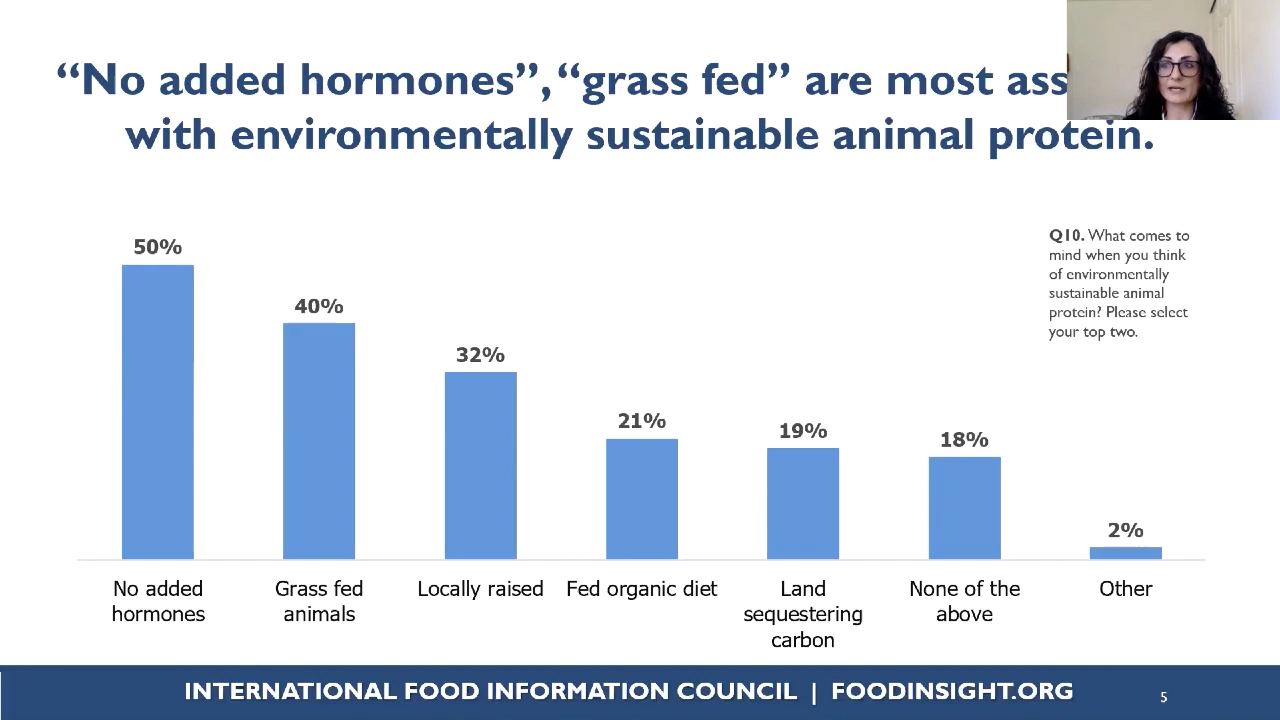 “No added hormones”, “grass fed” are most ass
with environmentally sustainable animal protein.
Q10. What comes to
mind when you think
of environmentally
sustainable animal
protein? Please select
your top two.
50%
40%
32%
21%
19%
18%
2%
No added
hormones
Grass fed
animals
Locally raised
Fed organic diet
Land
sequestering
carbon
None of the
above
Other
INTERNATIONAL FOOD INFORMATION COUNCIL | FOODINSIGHT.ORG
5